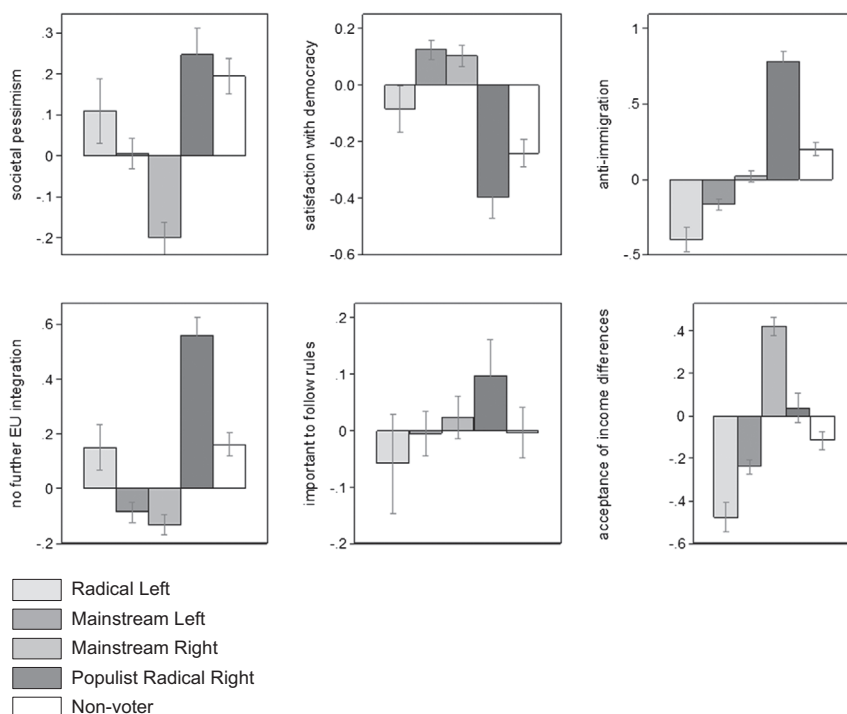 societal pessimism
.3
.2
.1
0
-.1
-.2
satisfaction with democracy
0.2
0.0
-0.2
-0.4
-0.6
anti-immigration
1
.5
0
-.5
no further EU integration
.6
.4
.2
0
-.2
important to follow rules
.2
.1
0
-.1
-.2
acceptance of income differences
.4
.2
0
-.2
-.4
-.6
Radical Left
Mainstream Left
Mainstream Right
Populist Radical Right
Non-voter